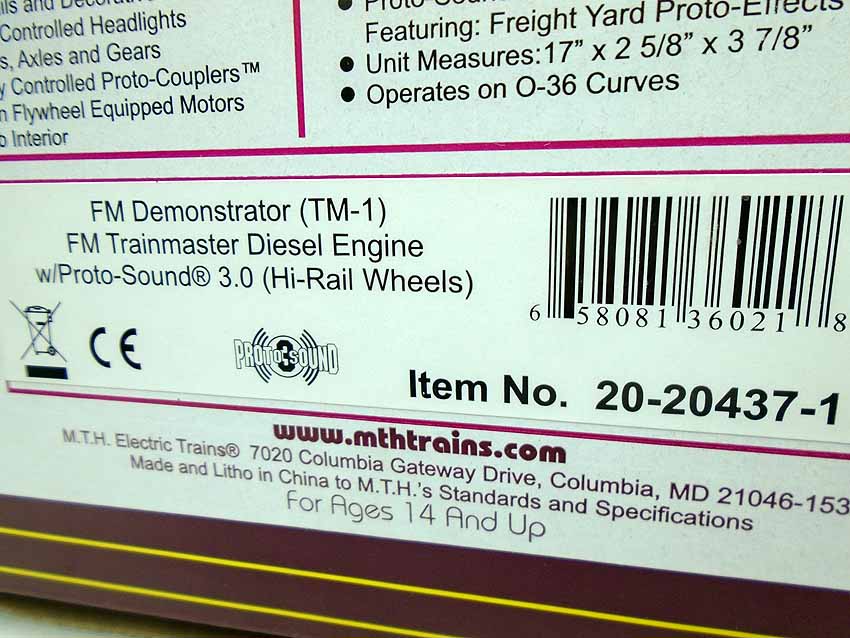 Controlled Headlights
, Axles and Gears
Controlled Proto-Couplers™
Flywheel Equipped Motors
Interior
Featuring: Freight Yard Proto-Effects
● Unit Measures:17” x 2 5/8” x 3 7/8”
● Operates on O-36 Curves
FM Demonstrator (TM-1)
FM Trainmaster Diesel Engine
w/Proto-Sound® 3.0 (Hi-Rail Wheels)
6 58081 36021 8
CE
PROTO-SOUND 3
Item No. 20-20437-1
www.mthtrains.com
M.T.H. Electric Trains® 7020 Columbia Gateway Drive, Columbia, MD 21046-153
Made and Litho in China to M.T.H.'s Standards and Specifications
For Ages 14 And Up